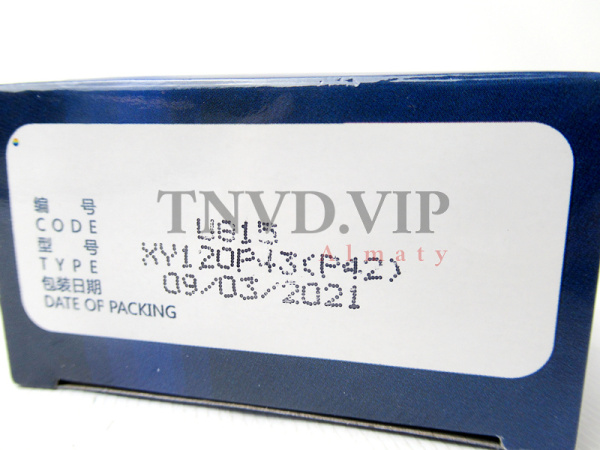 TNVD.VIP
Almaty
编 号
CODE
型 号
TYPE
包装日期
DATE OF PACKING
XY120P43(P42)
09/03/2021